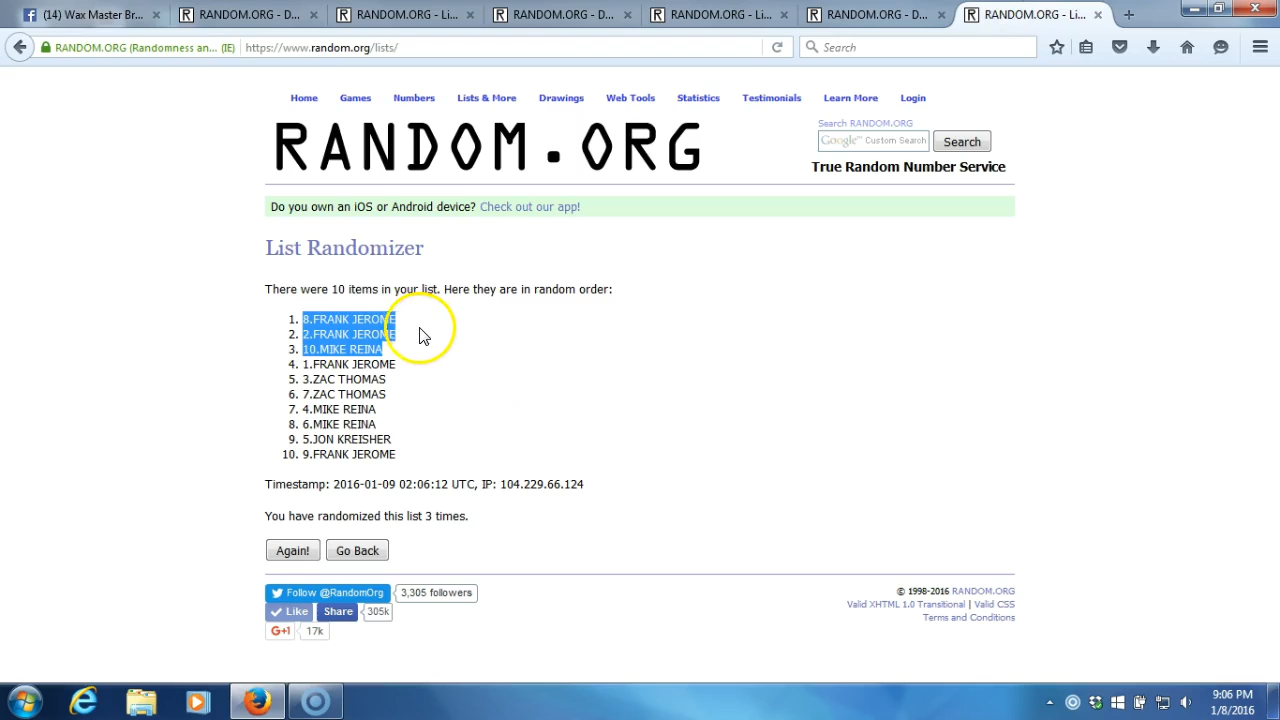 (14) Wax Master Br...
RANDOM.ORG - D...
RANDOM.ORG - Li...
RANDOM.ORG - D...
RANDOM.ORG - Li...
RANDOM.ORG - D...
RANDOM.ORG - Li...
RANDOM.ORG (Randomness an... (IE)
https://www.random.org/lists/
Search
Home Games Numbers Lists & More Drawings Web Tools Statistics Testimonials Learn More Login
RANDOM.ORG
Search RANDOM.ORG
Google™ Custom Search
Search
True Random Number Service
Do you own an iOS or Android device? Check out our app!
List Randomizer
There were 10 items in your list. Here they are in random order:
1. 8.FRANK JEROME
2. 2.FRANK JEROME
3. 10.MIKE REINA
4. 1.FRANK JEROME
5. 3.ZAC THOMAS
6. 7.ZAC THOMAS
7. 4.MIKE REINA
8. 6.MIKE REINA
9. 5.JON KREISHER
10. 9.FRANK JEROME
Timestamp: 2016-01-09 02:06:12 UTC, IP: 104.229.66.124
You have randomized this list 3 times.
Again! Go Back
Follow @RandomOrg 3,305 followers
Like Share 305k
G+1 17k
© 1998-2016 RANDOM.ORG
Valid XHTML 1.0 Transitional | Valid CSS
Terms and Conditions
9:06 PM
1/8/2016